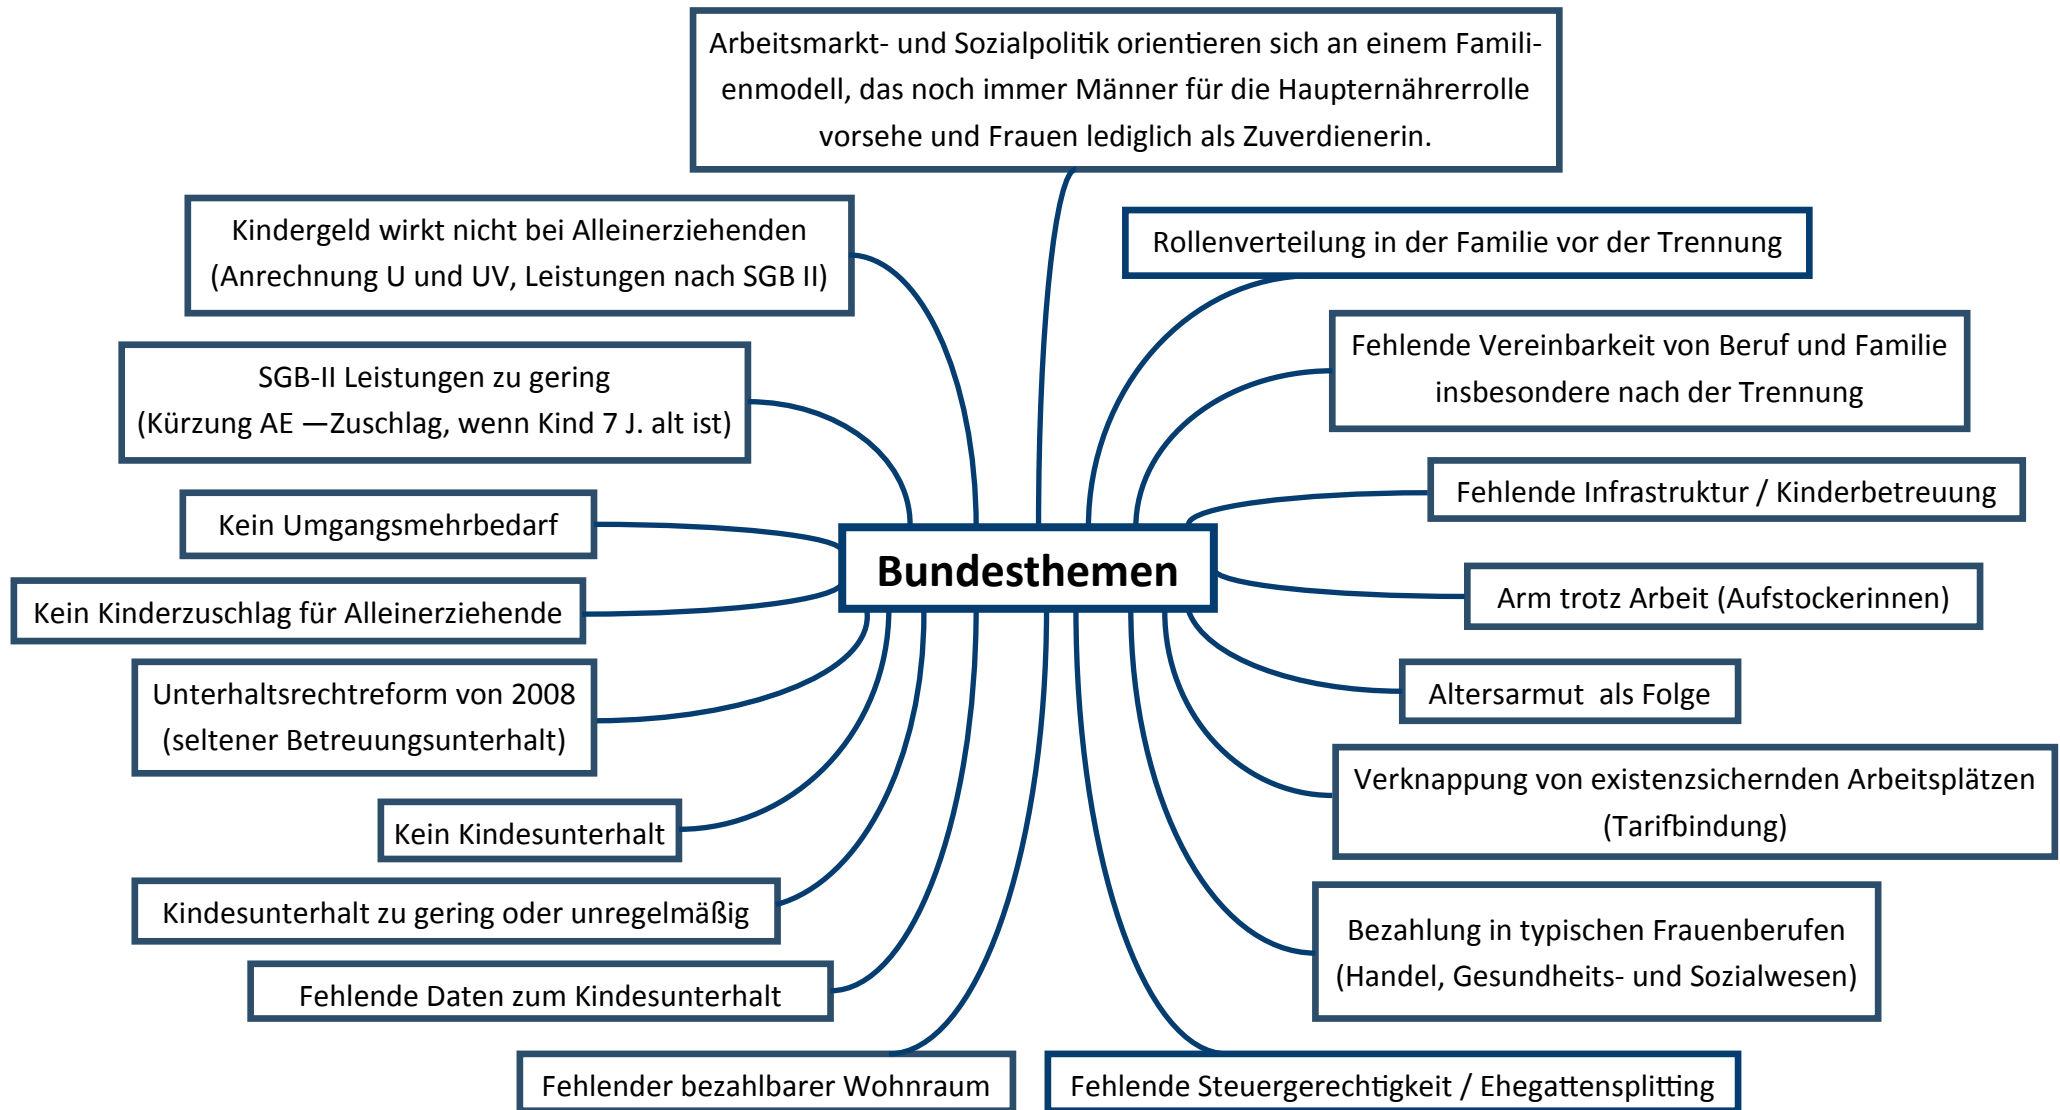 Arbeitsmarkt- und Sozialpolitik orientieren sich an einem Famili-
enmodell, das noch immer Männer für die Haupternährerrolle
vorsehe und Frauen lediglich als Zuverdienerin.
Kindergeld wirkt nicht bei Alleinerziehenden
(Anrechnung U und UV, Leistungen nach SGB II)
Rollenverteilung in der Familie vor der Trennung
SGB-II Leistungen zu gering
(Kürzung AE —Zuschlag, wenn Kind 7 J. alt ist)
Fehlende Vereinbarkeit von Beruf und Familie
insbesondere nach der Trennung
Kein Umgangsmehrbedarf
Fehlende Infrastruktur / Kinderbetreuung
Bundesthemen
Kein Kinderzuschlag für Alleinerziehende
Arm trotz Arbeit (Aufstockerinnen)
Unterhaltsrechtreform von 2008
(seltener Betreuungsunterhalt)
Altersarmut  als Folge
Kein Kindesunterhalt
Verknappung von existenzsichernden Arbeitsplätzen
(Tarifbindung)
Kindesunterhalt zu gering oder unregelmäßig
Bezahlung in typischen Frauenberufen
(Handel, Gesundheits- und Sozialwesen)
Fehlende Daten zum Kindesunterhalt
Fehlender bezahlbarer Wohnraum
Fehlende Steuergerechtigkeit / Ehegattensplitting